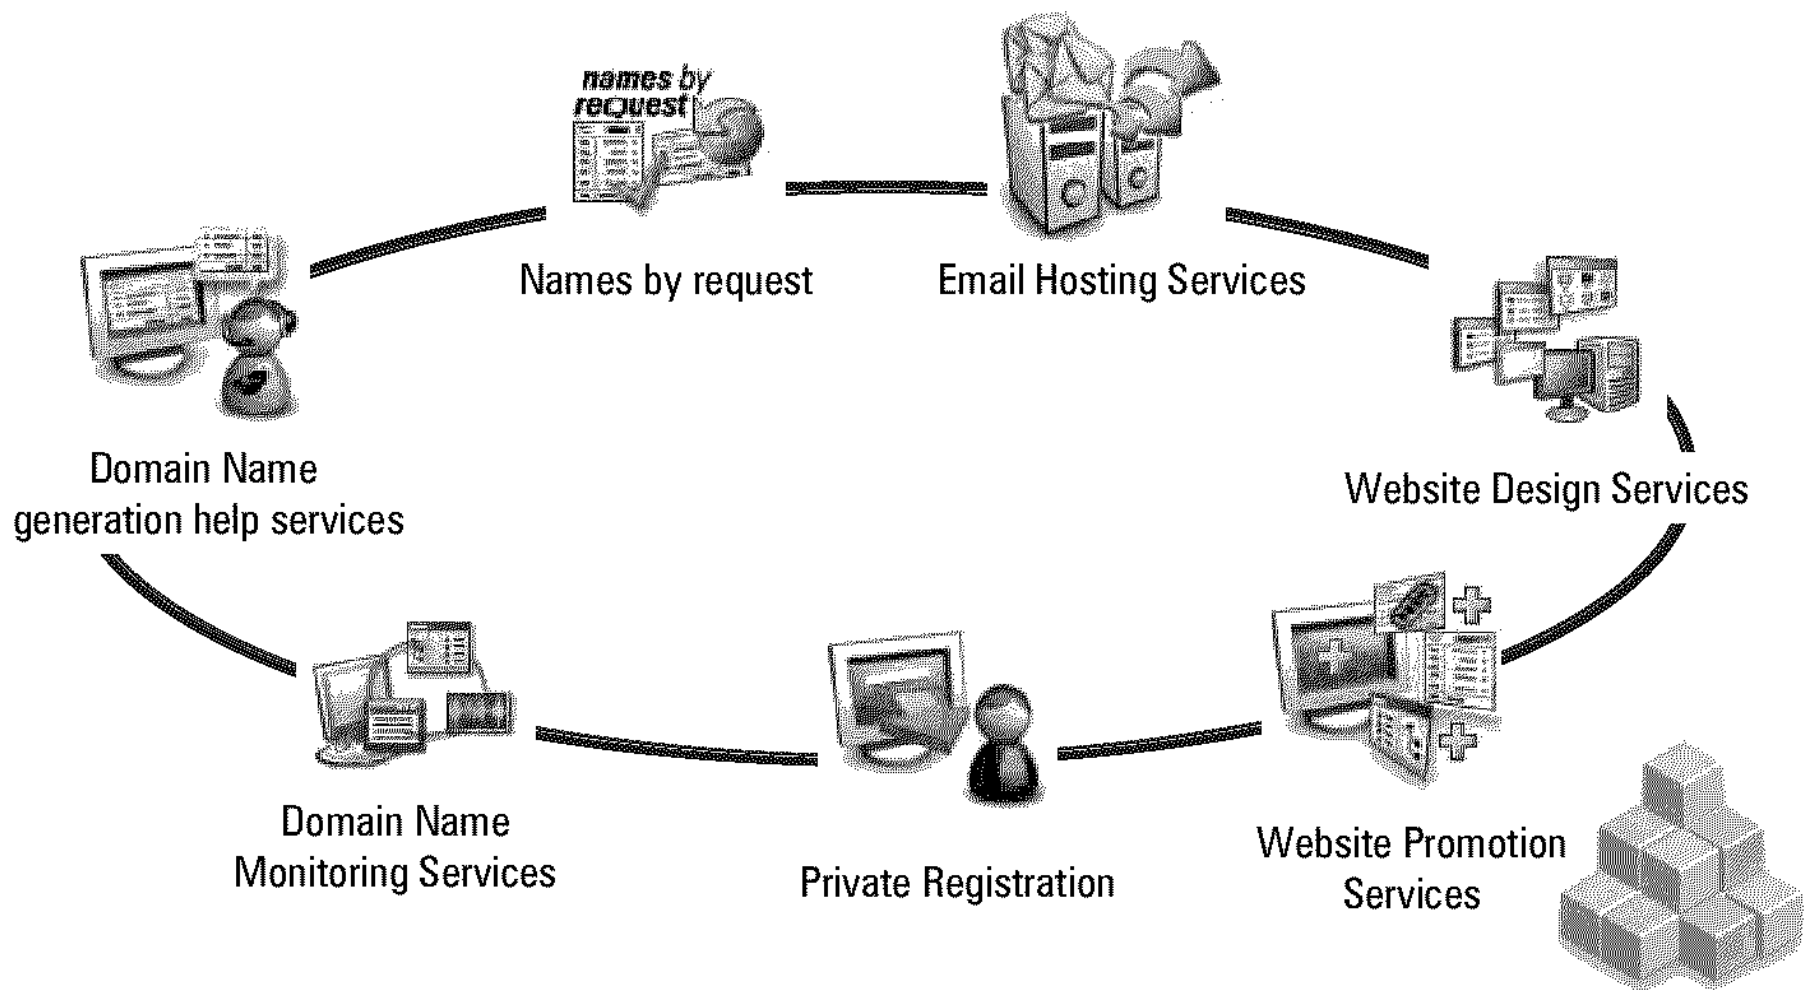 names by
request
Names by request
Email Hosting Services
Domain Name
generation help services
Website Design Services
Domain Name
Monitoring Services
Private Registration
Website Promotion
Services